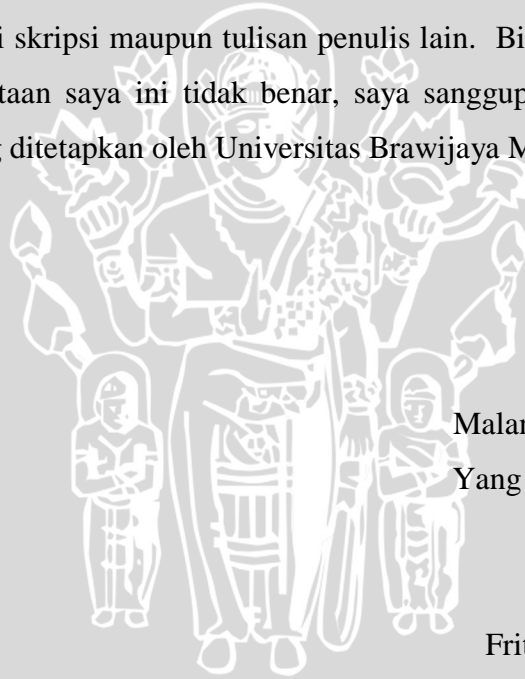 i skripsi maupun tulisan penulis lain. Bi
taan saya ini tidak benar, saya sanggup
ditetapkan oleh Universitas Brawijaya M
Malan
Yang
Frit